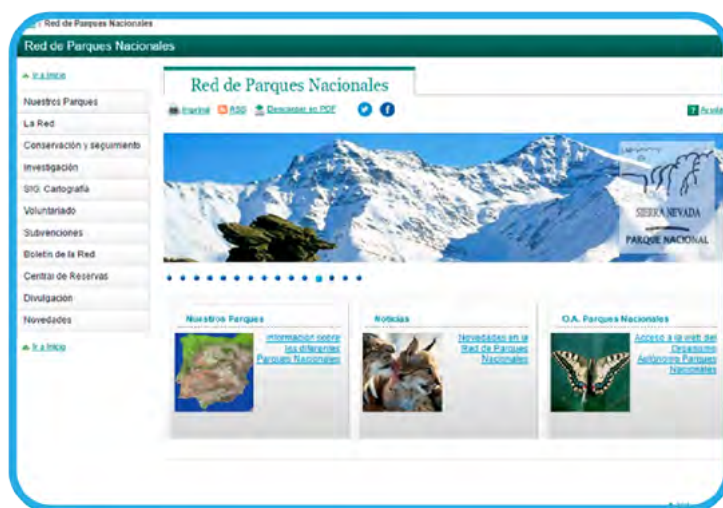 Red de Parques Nacionales
Red de Parques Nacionales
Ir a Inicio
Nuestros Parques
La Red
Conservación y seguimiento
Investigación
SIG. Cartografía
Voluntariado
Subvenciones
Boletín de la Red
Central de Reservas
Divulgación
Novedades
Ir a Inicio
Red de Parques Nacionales
Imprimir RSS Descargar en PDF
SIERRA NEVADA
PARQUE NACIONAL
Nuestros Parques
Información sobre
los diferentes
Parques Nacionales
Noticias
Novedades en la
Red de Parques
Nacionales
O.A. Parques Nacionales
Acceso a la web del
Organismo
Autónomo Parques
Nacionales